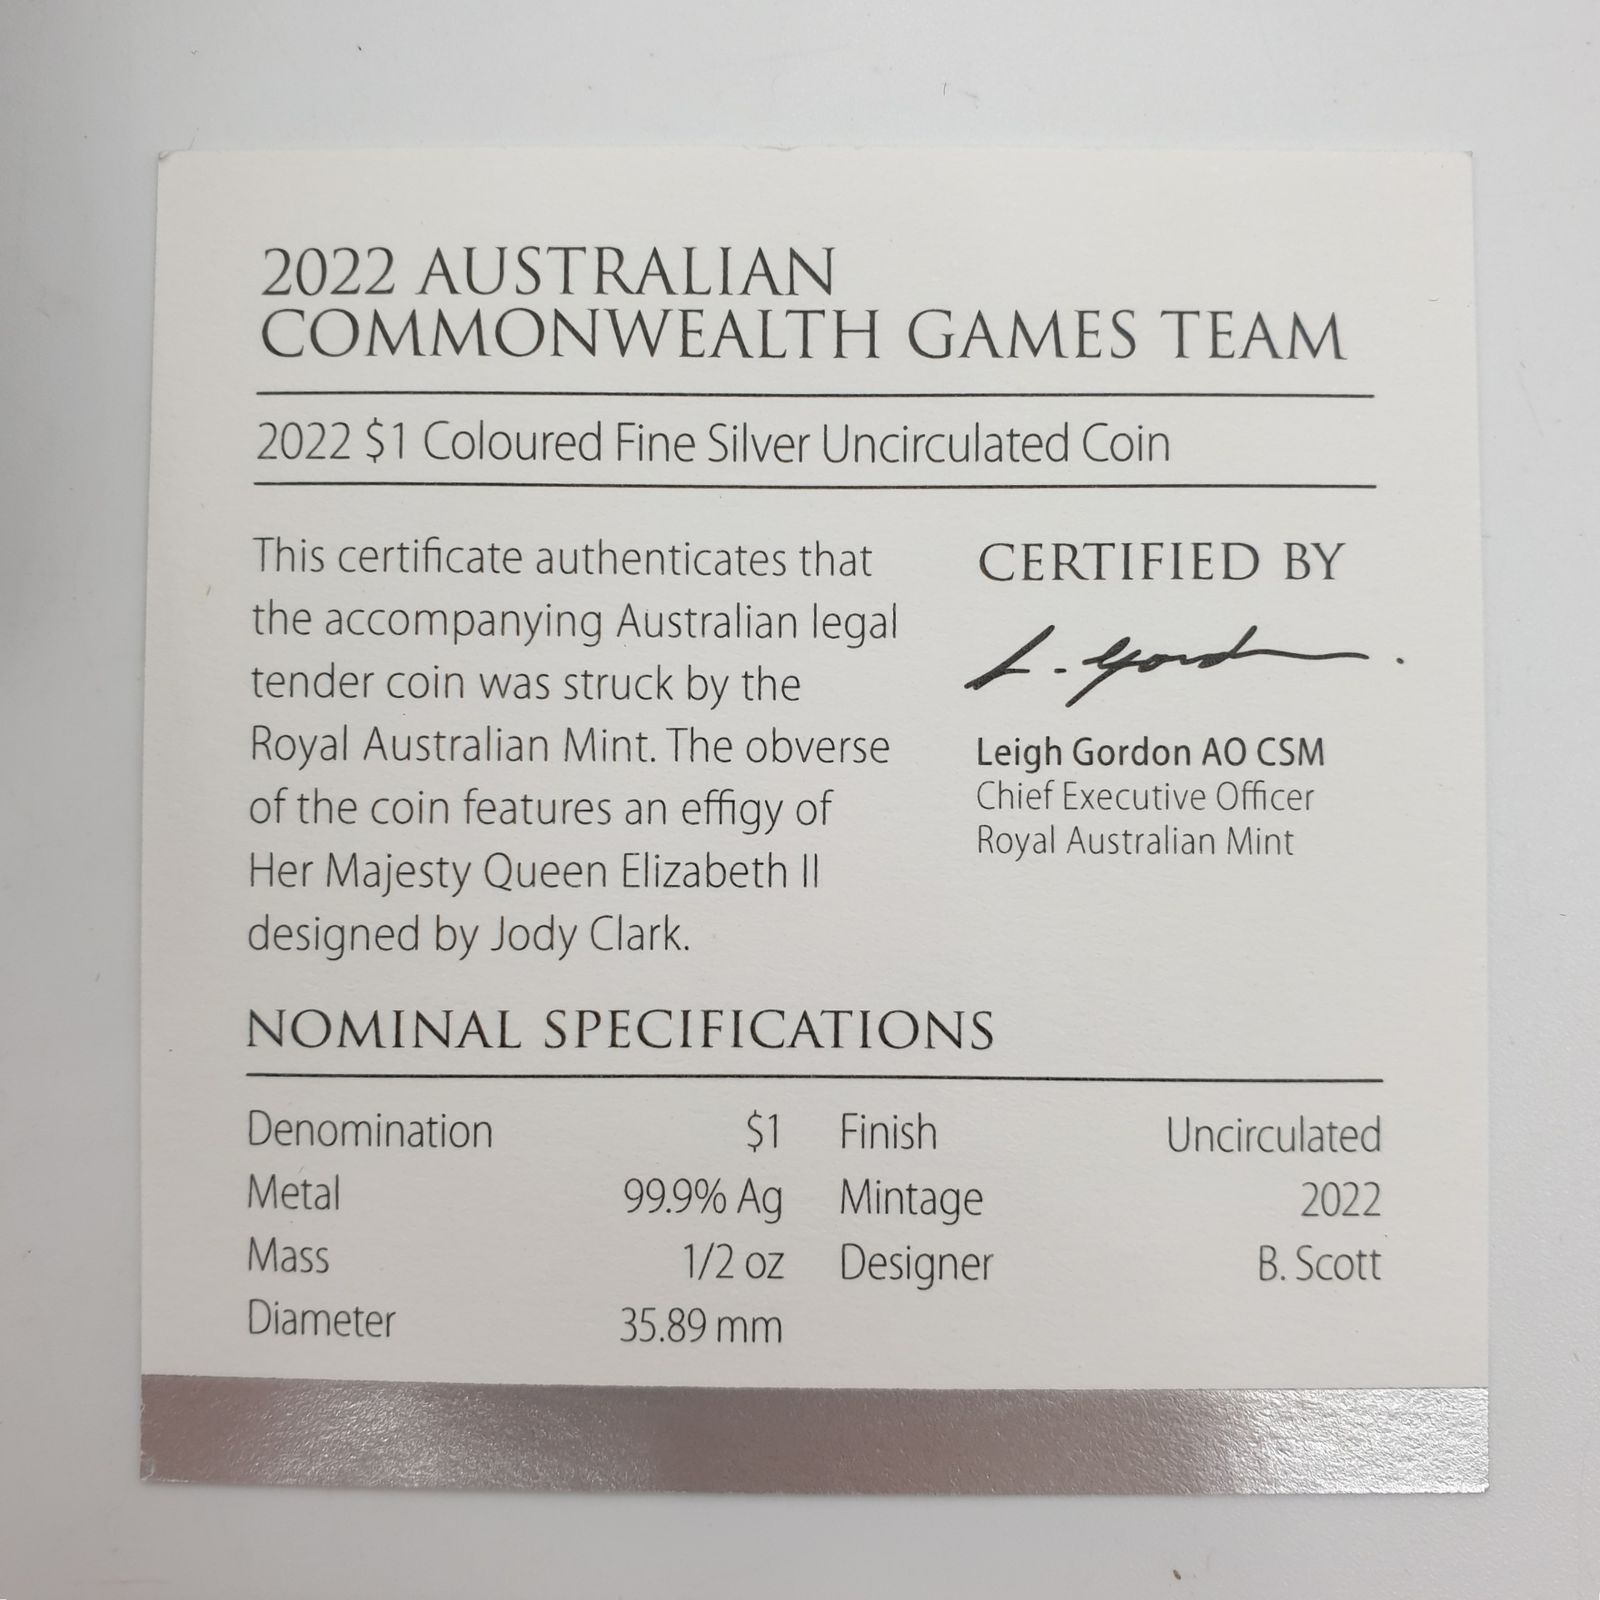 2022 AUSTRALIAN
COMMONWEALTH GAMES TEAM
2022 $1 Coloured Fine Silver Uncirculated Coin
This certificate authenticates that
the accompanying Australian legal
tender coin was struck by the
Royal Australian Mint. The obverse
of the coin features an effigy of
Her Majesty Queen Elizabeth II
designed by Jody Clark.
CERTIFIED BY
L. Gordon.
Leigh Gordon AO CSM
Chief Executive Officer
Royal Australian Mint
NOMINAL SPECIFICATIONS
Denomination $1
Metal 99.9% Ag
Mass 1/2 oz
Diameter 35.89 mm
Finish Uncirculated
Mintage 2022
Designer B. Scott